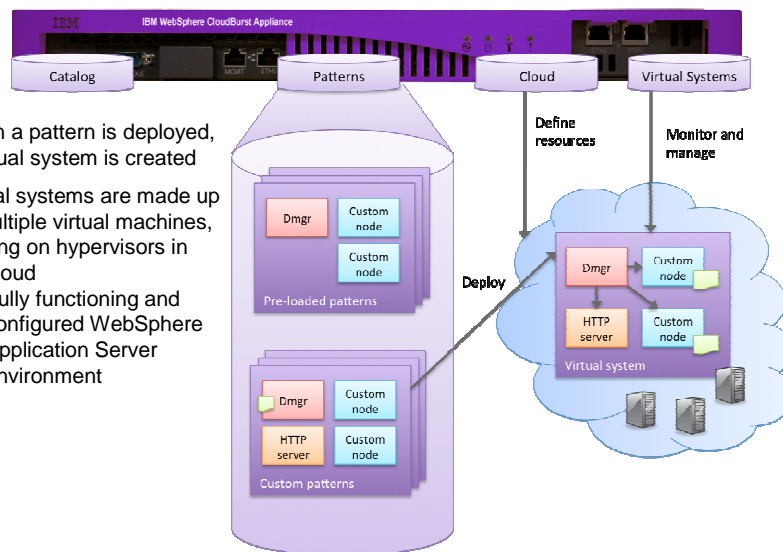 IBM
IBM WebSphere CloudBurst Appliance
MGMT
Catalog
Patterns
Cloud
Virtual Systems
n a pattern is deployed,
ual system is created
al systems are made up
ultiple virtual machines,
ing on hypervisors in
loud
ully functioning and
onfigured WebSphere
pplication Server
nvironment
Define
resources
Monitor and
manage
Dmgr
Custom
node
Custom
node
Pre-loaded patterns
Deploy
Dmgr
Custom
node
HTTP
server
Custom
node
Virtual system
Dmgr
Custom
node
HTTP
server
Custom
node
Custom patterns